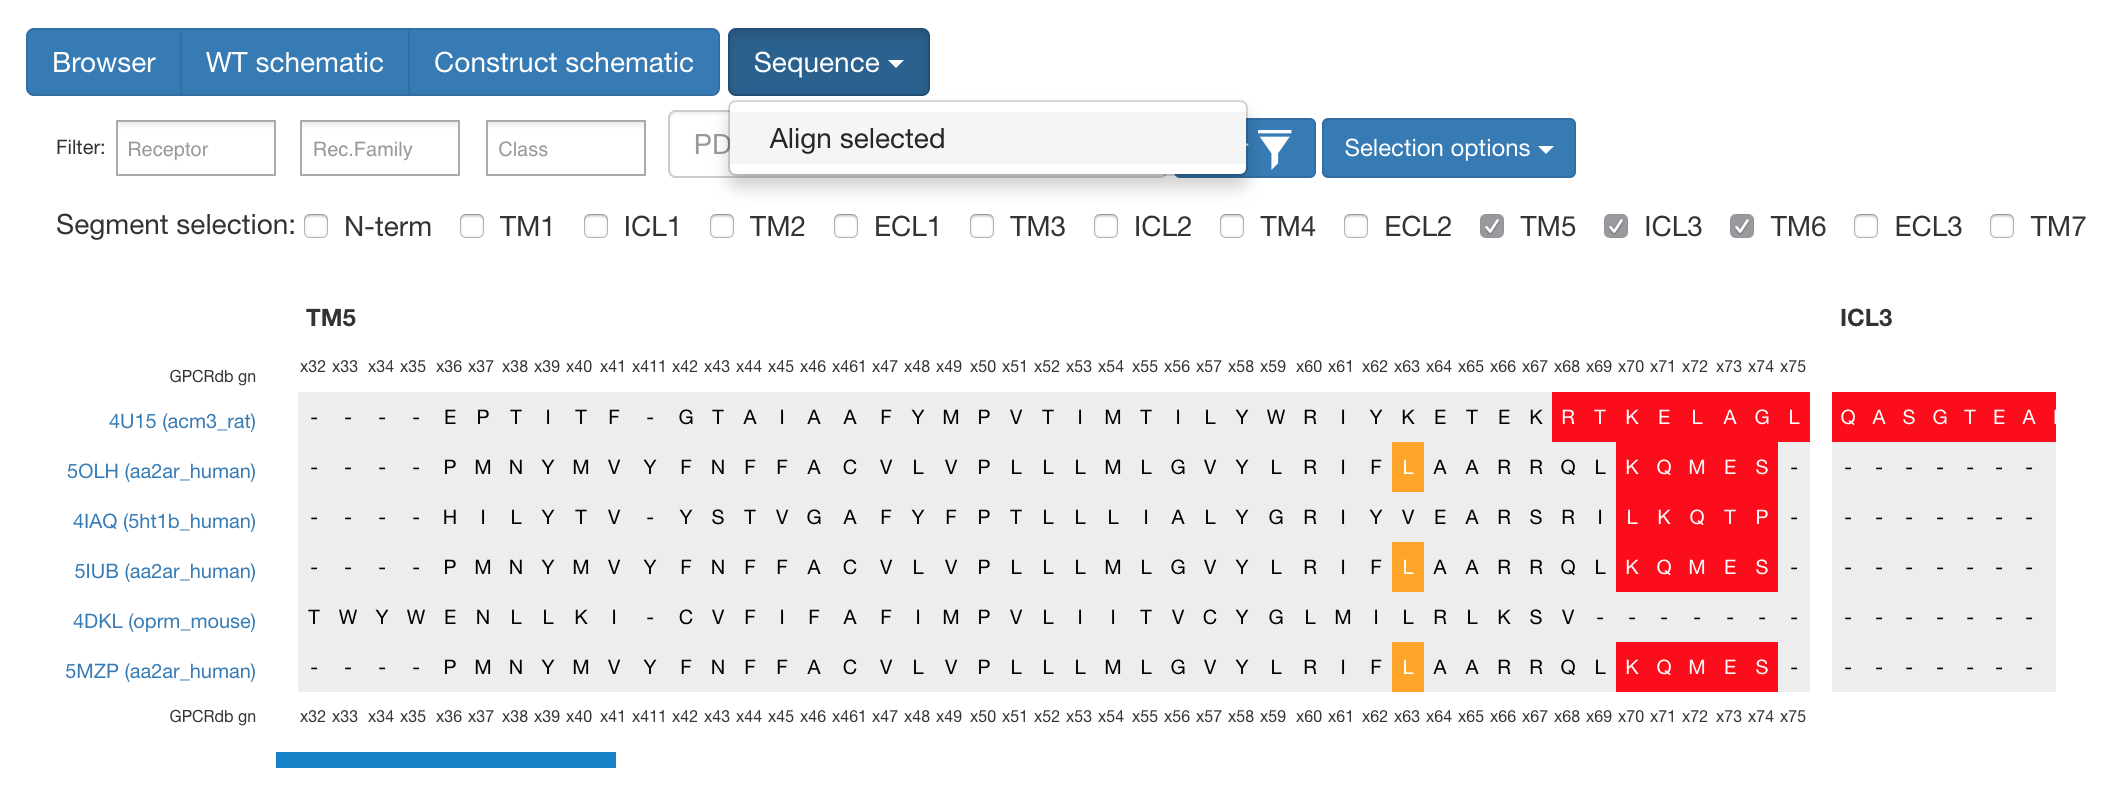 Browser WT schematic Construct schematic Sequence
Align selected
Filter: Receptor Rec.Family Class PD Selection options
Segment selection: N-term TM1 ICL1 TM2 ECL1 TM3 ICL2 TM4 ECL2 TM5 ICL3 TM6 ECL3 TM7
TM5 ICL3
GPCRdb gn x32 x33 x34 x35 x36 x37 x38 x39 x40 x41 x411 x42 x43 x44 x45 x46 x461 x47 x48 x49 x50 x51 x52 x53 x54 x55 x56 x57 x58 x59 x60 x61 x62 x63 x64 x65 x66 x67 x68 x69 x70 x71 x72 x73 x74 x75
4U15 (acm3_rat) - - - - E P T I T F - G T A I A A F Y M P V T I M T I L Y W R I Y K E T E K R T K E L A G L Q A S G T E A
5OLH (aa2ar_human) - - - - P M N Y M V Y F N F F A C V L V P L L L M L G V Y L R I F L A A R R Q L K Q M E S - - - - - - - -
4IAQ (5ht1b_human) - - - - H I L Y T V - Y S T V G A F Y F P T L L L I A L Y G R I Y V E A R S R I L K Q T P - - - - - - - -
5IUB (aa2ar_human) - - - - P M N Y M V Y F N F F A C V L V P L L L M L G V Y L R I F L A A R R Q L K Q M E S - - - - - - - -
4DKL (oprm_mouse) T W Y W E N L L K I - C V F I F A F I M P V L I I T V C Y G L M I L R L K S V - - - - - - - - - - - - - -
5MZP (aa2ar_human) - - - - P M N Y M V Y F N F F A C V L V P L L L M L G V Y L R I F L A A R R Q L K Q M E S - - - - - - - -
GPCRdb gn x32 x33 x34 x35 x36 x37 x38 x39 x40 x41 x411 x42 x43 x44 x45 x46 x461 x47 x48 x49 x50 x51 x52 x53 x54 x55 x56 x57 x58 x59 x60 x61 x62 x63 x64 x65 x66 x67 x68 x69 x70 x71 x72 x73 x74 x75